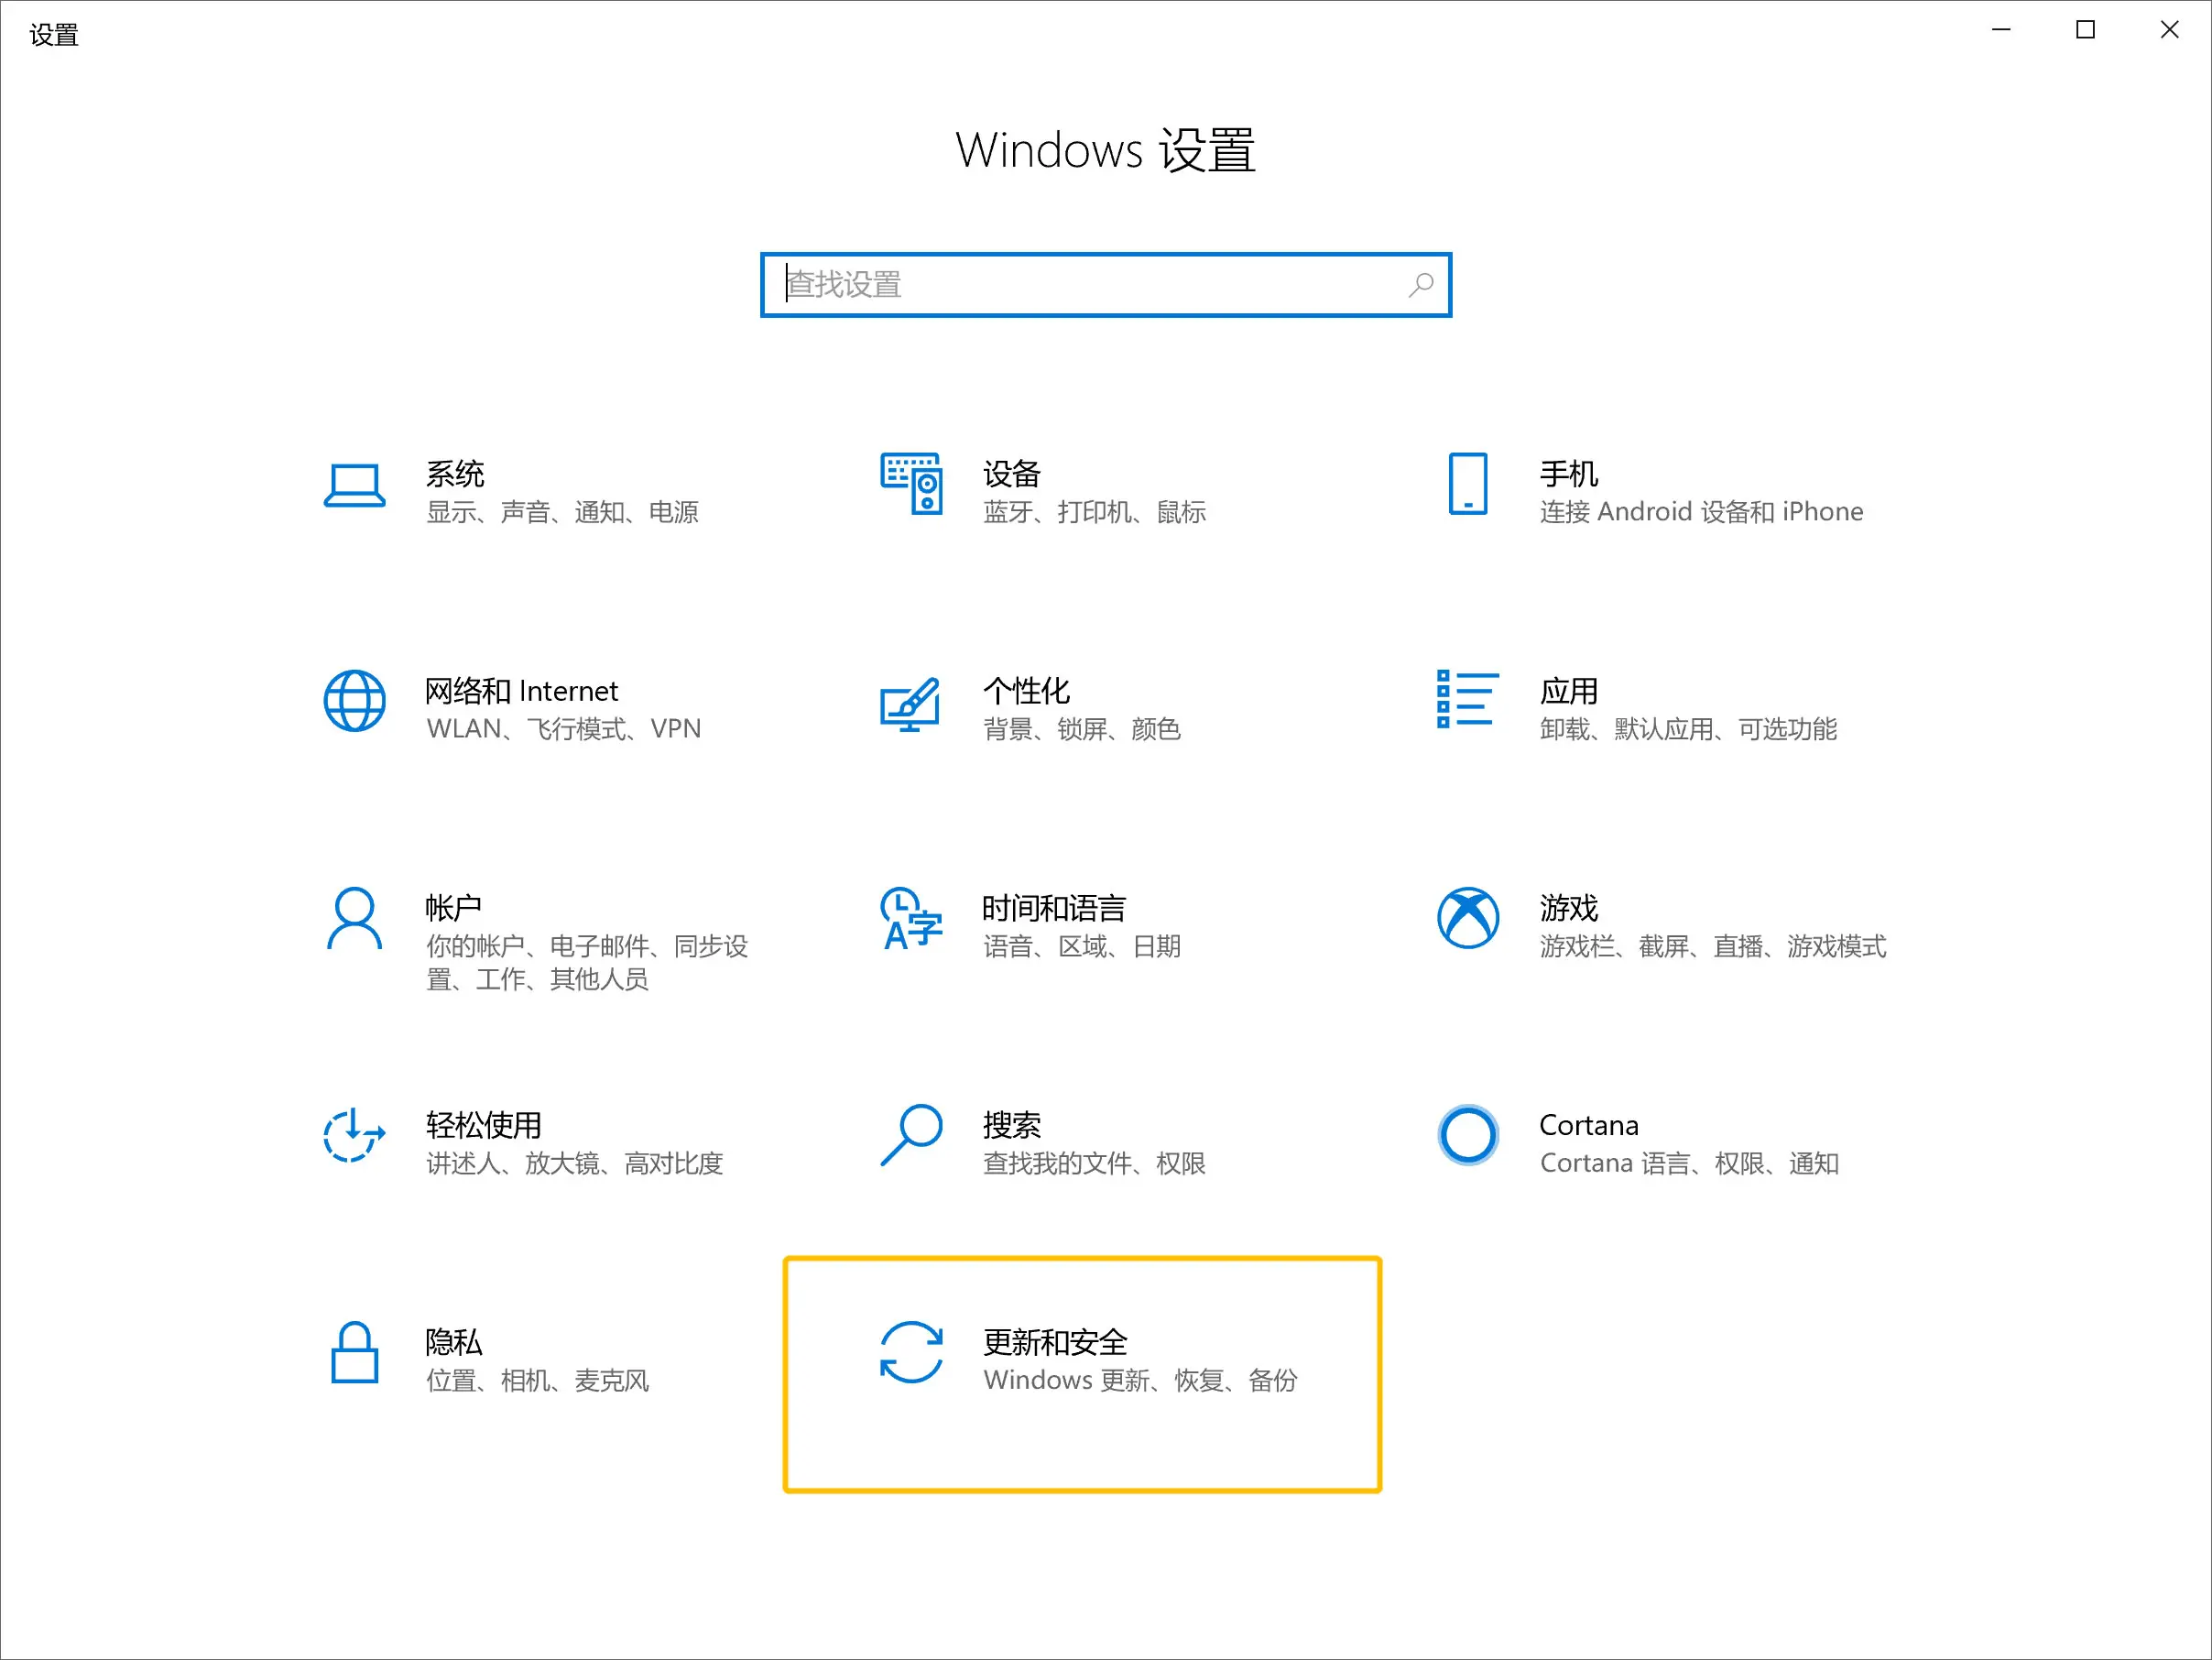 设置
Windows 设置
查找设置
系统
显示、声音、通知、电源
设备
蓝牙、打印机、鼠标
手机
连接 Android 设备和 iPhone
网络和 Internet
WLAN、飞行模式、VPN
个性化
背景、锁屏、颜色
应用
卸载、默认应用、可选功能
帐户
你的帐户、电子邮件、同步设
置、工作、其他人员
时间和语言
语音、区域、日期
游戏
游戏栏、截屏、直播、游戏模式
轻松使用
讲述人、放大镜、高对比度
搜索
查找我的文件、权限
Cortana
Cortana 语言、权限、通知
隐私
位置、相机、麦克风
更新和安全
Windows 更新、恢复、备份